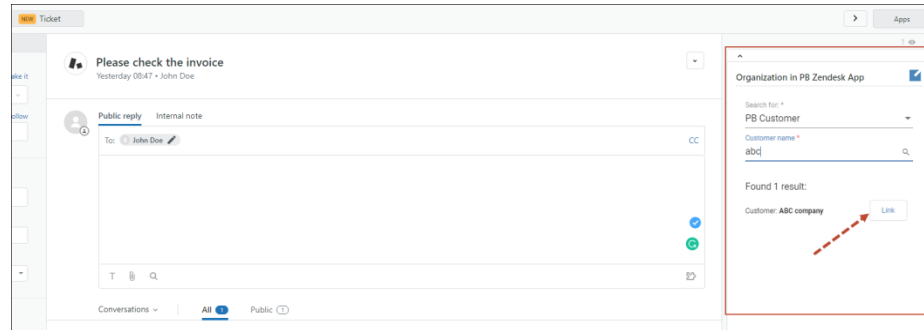 NEW Ticket
Apps
1
Please check the invoice
Yesterday 08:47 • John Doe
ake it
ollow
Public reply Internal note
To: John Doe CC
T
Conversations All 1 Public 1
Organization in PB Zendesk App
Search for: *
PB Customer
Customer name *
abc
Found 1 result:
Customer: ABC company Link